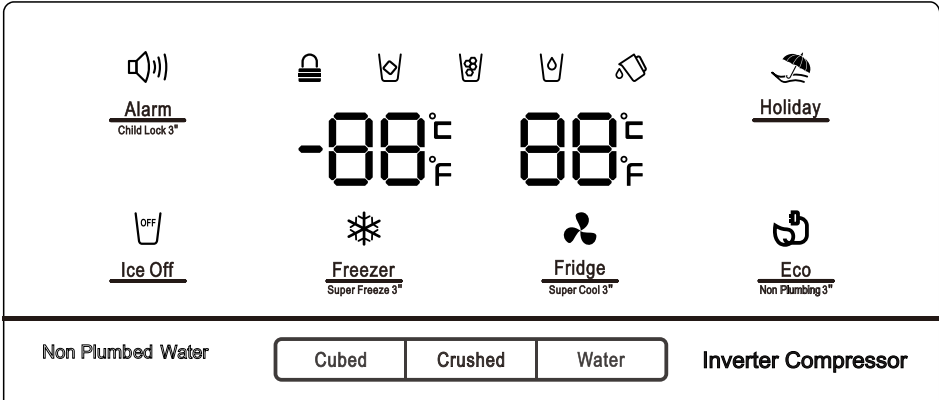 Alarm
Child Lock 3"
Holiday
-88°C
°F
88°C
°F
OFF
Ice Off
Freezer
Super Freeze 3"
Fridge
Super Cool 3"
Eco
Non Plumbing 3"
Non Plumbed Water
Cubed
Crushed
Water
Inverter Compressor